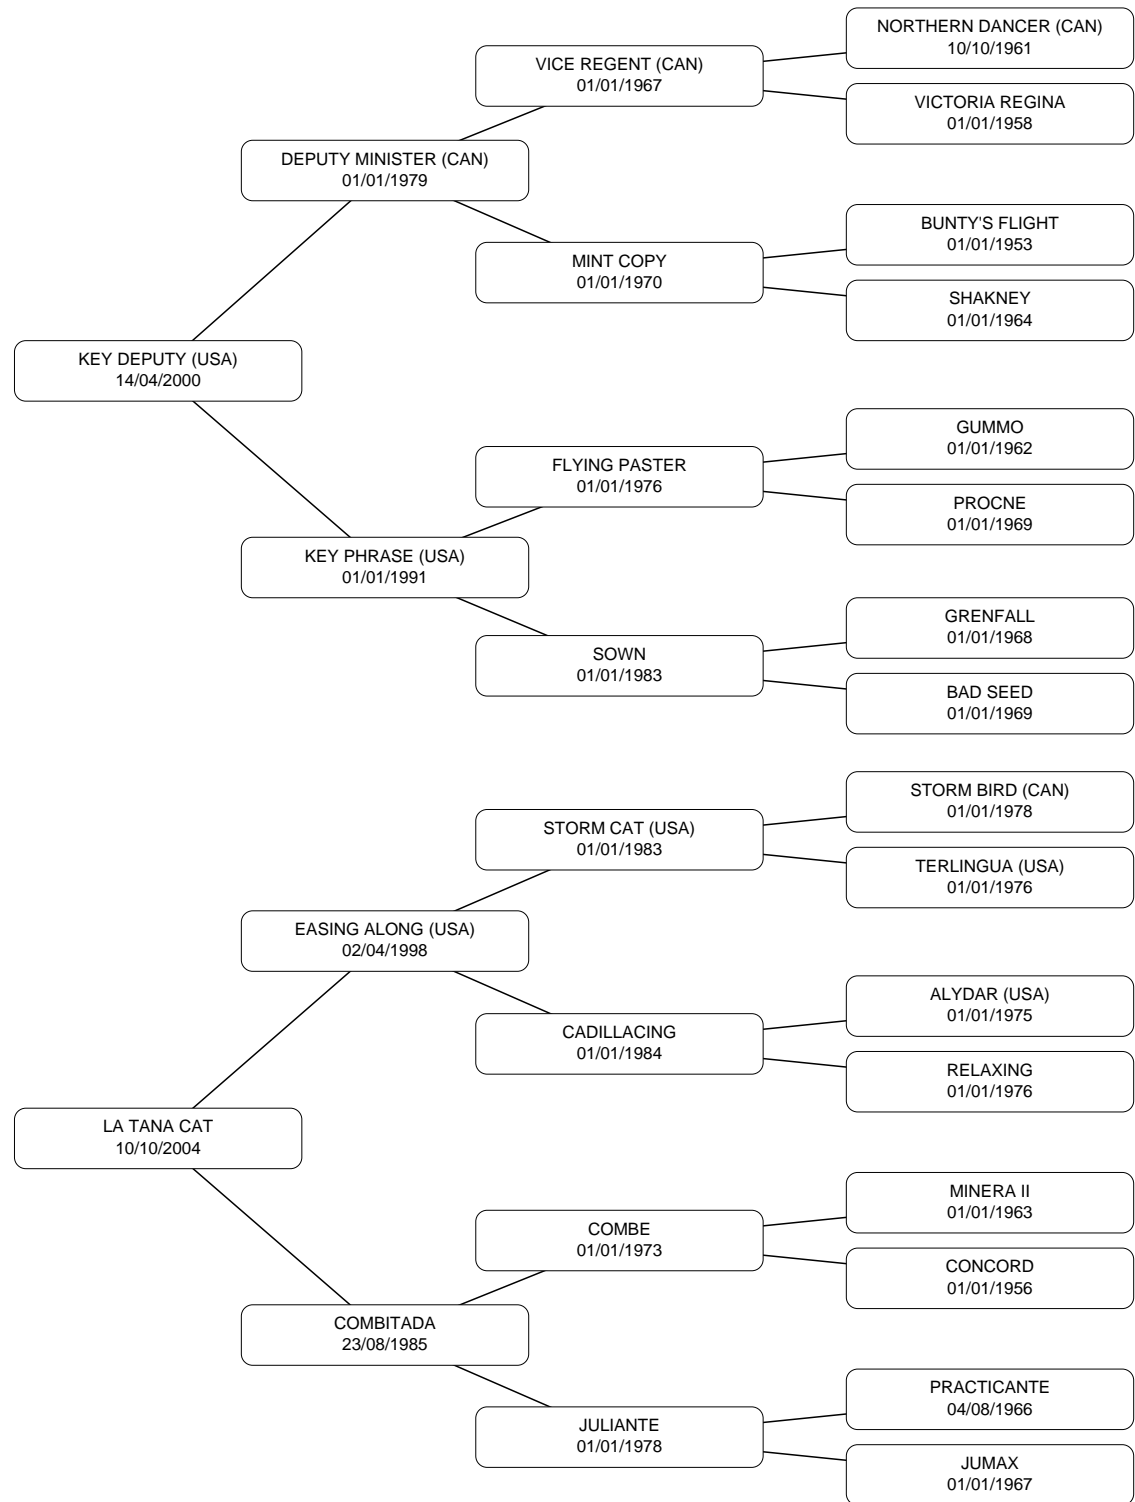 NORTHERN DANCER (CAN)
10/10/1961
VICE REGENT (CAN)
01/01/1967
VICTORIA REGINA
01/01/1958
DEPUTY MINISTER (CAN)
01/01/1979
BUNTY'S FLIGHT
01/01/1953
MINT COPY
01/01/1970
SHAKNEY
01/01/1964
KEY DEPUTY (USA)
14/04/2000
GUMMO
01/01/1962
FLYING PASTER
01/01/1976
PROCNE
01/01/1969
KEY PHRASE (USA)
01/01/1991
GRENFALL
01/01/1968
SOWN
01/01/1983
BAD SEED
01/01/1969
STORM BIRD (CAN)
01/01/1978
STORM CAT (USA)
01/01/1983
TERLINGUA (USA)
01/01/1976
EASING ALONG (USA)
02/04/1998
ALYDAR (USA)
01/01/1975
CADILLACING
01/01/1984
RELAXING
01/01/1976
LA TANA CAT
10/10/2004
MINERA II
01/01/1963
COMBE
01/01/1973
CONCORD
01/01/1956
COMBITADA
23/08/1985
PRACTICANTE
04/08/1966
JULIANTE
01/01/1978
JUMAX
01/01/1967